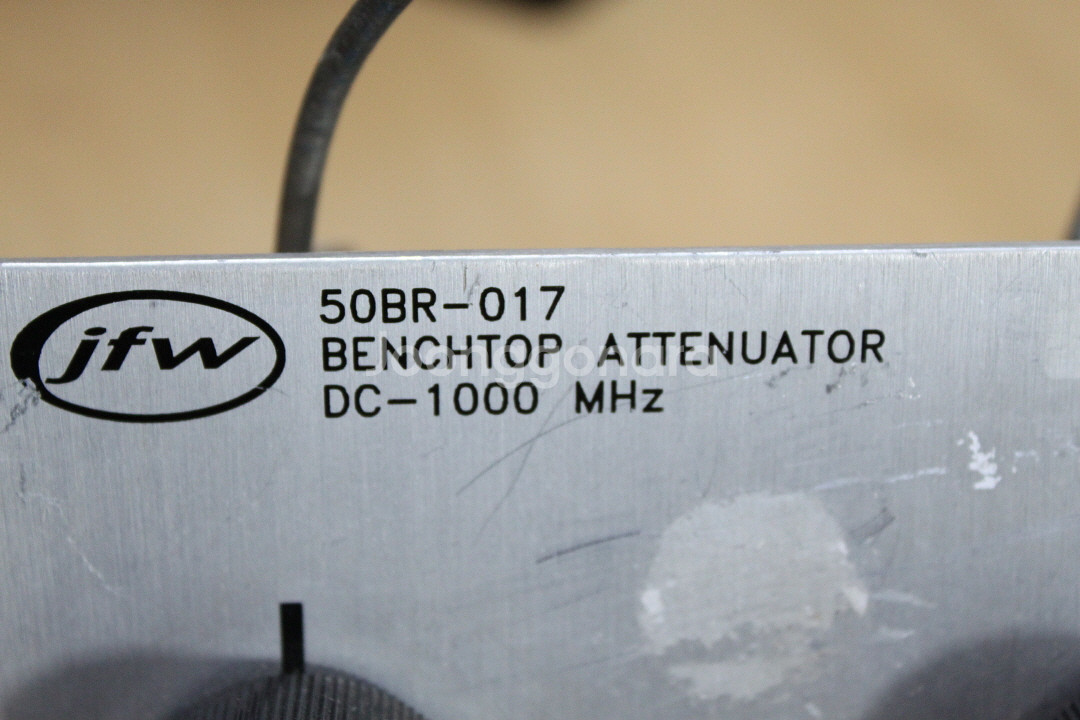 jfw
50BR-017
BENCHTOP ATTENUATOR
DC-1000 MHz